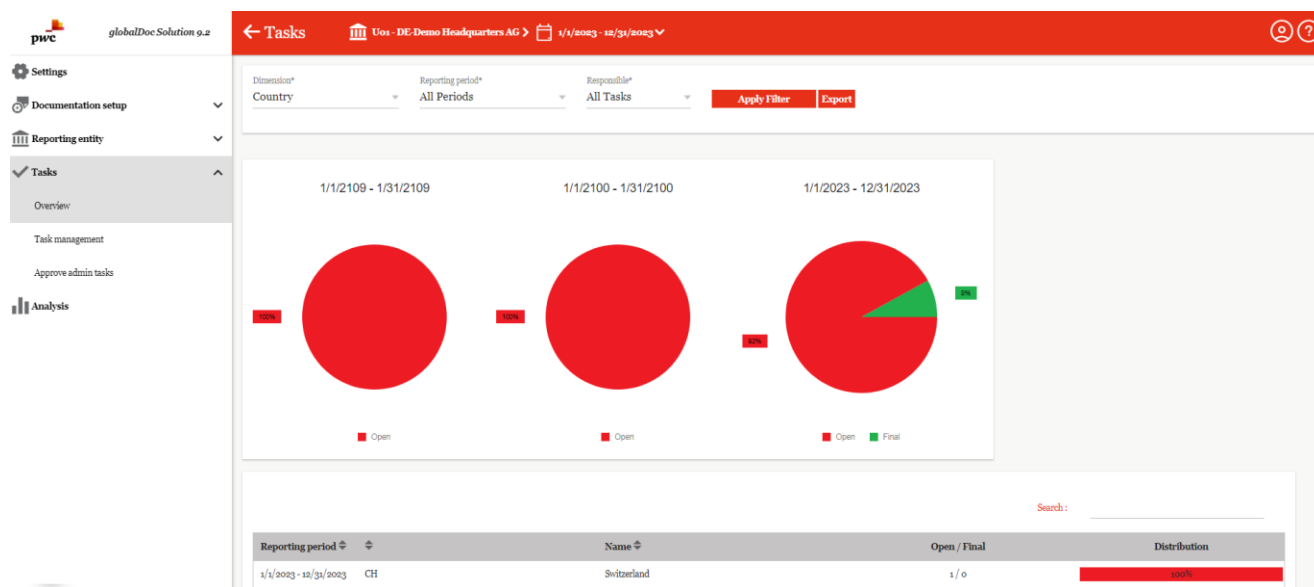 pwc
globalDoc Solution 9.2
Settings
Documentation setup
Reporting entity
Tasks
Overview
Task management
Approve admin tasks
Analysis
Tasks U01 - DE-Demo Headquarters AG 1/1/2023 - 12/31/2023
Dimension* Reporting period* Responsible*
Country All Periods All Tasks Apply Filter Export
1/1/2109 - 1/31/2109 1/1/2100 - 1/31/2100 1/1/2023 - 12/31/2023
8%
100% 100%
92%
Open Open Open Final
Search :
Reporting period Name Open / Final Distribution
1/1/2023 - 12/31/2023 CH Switzerland 1 / 0 100%